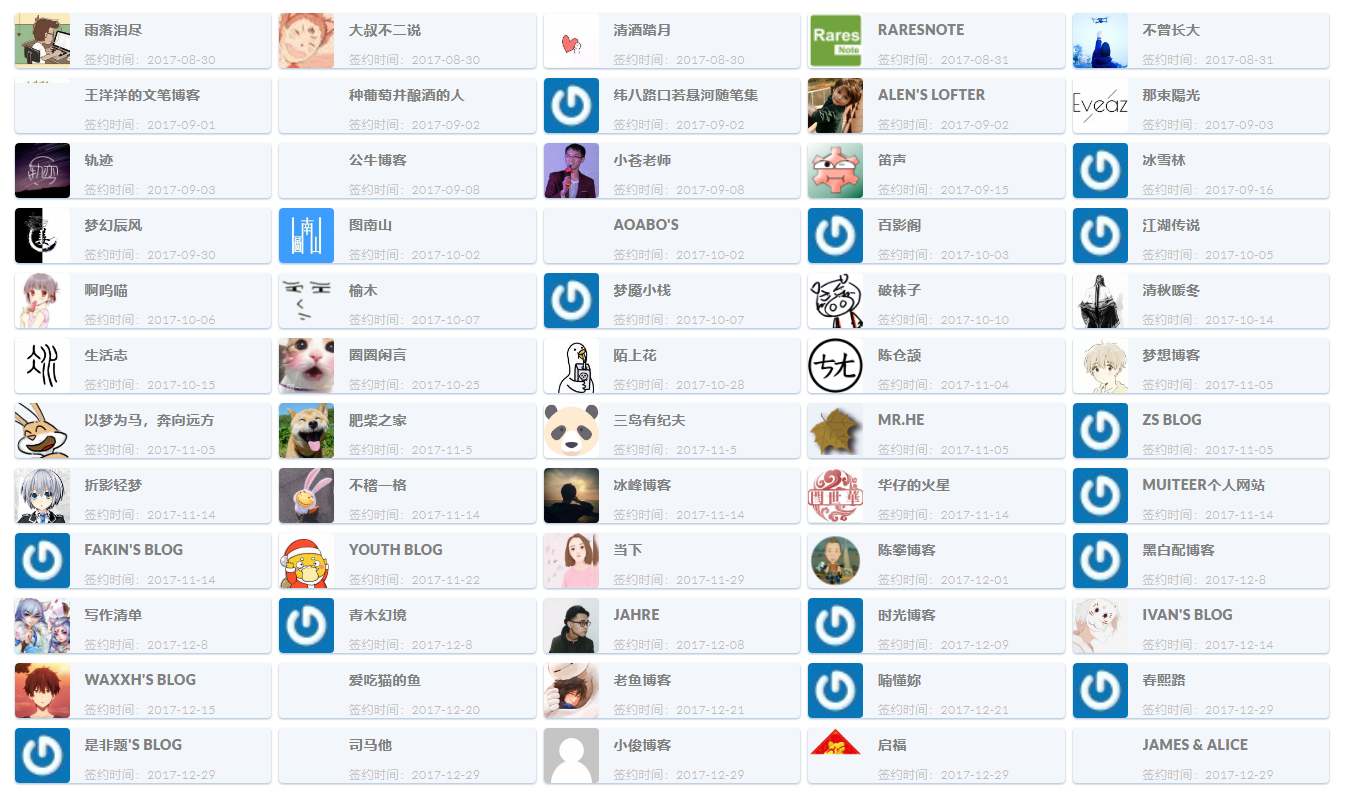 雨落泪尽
签约时间：2017-08-30
大叔不二说
签约时间：2017-08-30
清酒踏月
签约时间：2017-08-30
Rares
Note
RARESNOTE
签约时间：2017-08-31
不曾长大
签约时间：2017-08-31
王洋洋的文笔博客
签约时间：2017-09-01
种葡萄并酿酒的人
签约时间：2017-09-02
纬八路口若悬河随笔集
签约时间：2017-09-02
ALEN'S LOFTER
签约时间：2017-09-02
Eveaz
那束陽光
签约时间：2017-09-03
轨迹
轨迹
签约时间：2017-09-03
公牛博客
签约时间：2017-09-08
小苍老师
签约时间：2017-09-08
笛声
签约时间：2017-09-15
冰雪林
签约时间：2017-09-16
梦幻辰风
签约时间：2017-09-30
圖南山
图南山
签约时间：2017-10-02
AOABO'S
签约时间：2017-10-02
百影阁
签约时间：2017-10-03
江湖传说
签约时间：2017-10-05
啊呜喵
签约时间：2017-10-06
榆木
签约时间：2017-10-07
梦魇小栈
签约时间：2017-10-07
破袜子
签约时间：2017-10-10
清秋暖冬
签约时间：2017-10-14
生活志
签约时间：2017-10-15
圈圈闲言
签约时间：2017-10-25
陌上花
签约时间：2017-10-28
陈仓颉
签约时间：2017-11-04
梦想博客
签约时间：2017-11-05
以梦为马，奔向远方
签约时间：2017-11-05
肥柴之家
签约时间：2017-11-5
三岛有纪夫
签约时间：2017-11-5
MR.HE
签约时间：2017-11-05
ZS BLOG
签约时间：2017-11-05
折影轻梦
签约时间：2017-11-14
不稽一格
签约时间：2017-11-14
冰峰博客
签约时间：2017-11-14
华仔的火星
签约时间：2017-11-14
MUITEER个人网站
签约时间：2017-11-14
FAKIN'S BLOG
签约时间：2017-11-14
YOUTH BLOG
签约时间：2017-11-22
当下
签约时间：2017-11-29
陈攀博客
签约时间：2017-12-01
黑白配博客
签约时间：2017-12-8
写作清单
签约时间：2017-12-8
青木幻境
签约时间：2017-12-8
JAHRE
签约时间：2017-12-08
时光博客
签约时间：2017-12-09
IVAN'S BLOG
签约时间：2017-12-14
WAXXH'S BLOG
签约时间：2017-12-15
爱吃猫的鱼
签约时间：2017-12-20
老鱼博客
签约时间：2017-12-21
喃懂妳
签约时间：2017-12-21
春熙路
签约时间：2017-12-29
是非题'S BLOG
签约时间：2017-12-29
司马他
签约时间：2017-12-29
小俊博客
签约时间：2017-12-29
启福
签约时间：2017-12-29
JAMES & ALICE
签约时间：2017-12-29